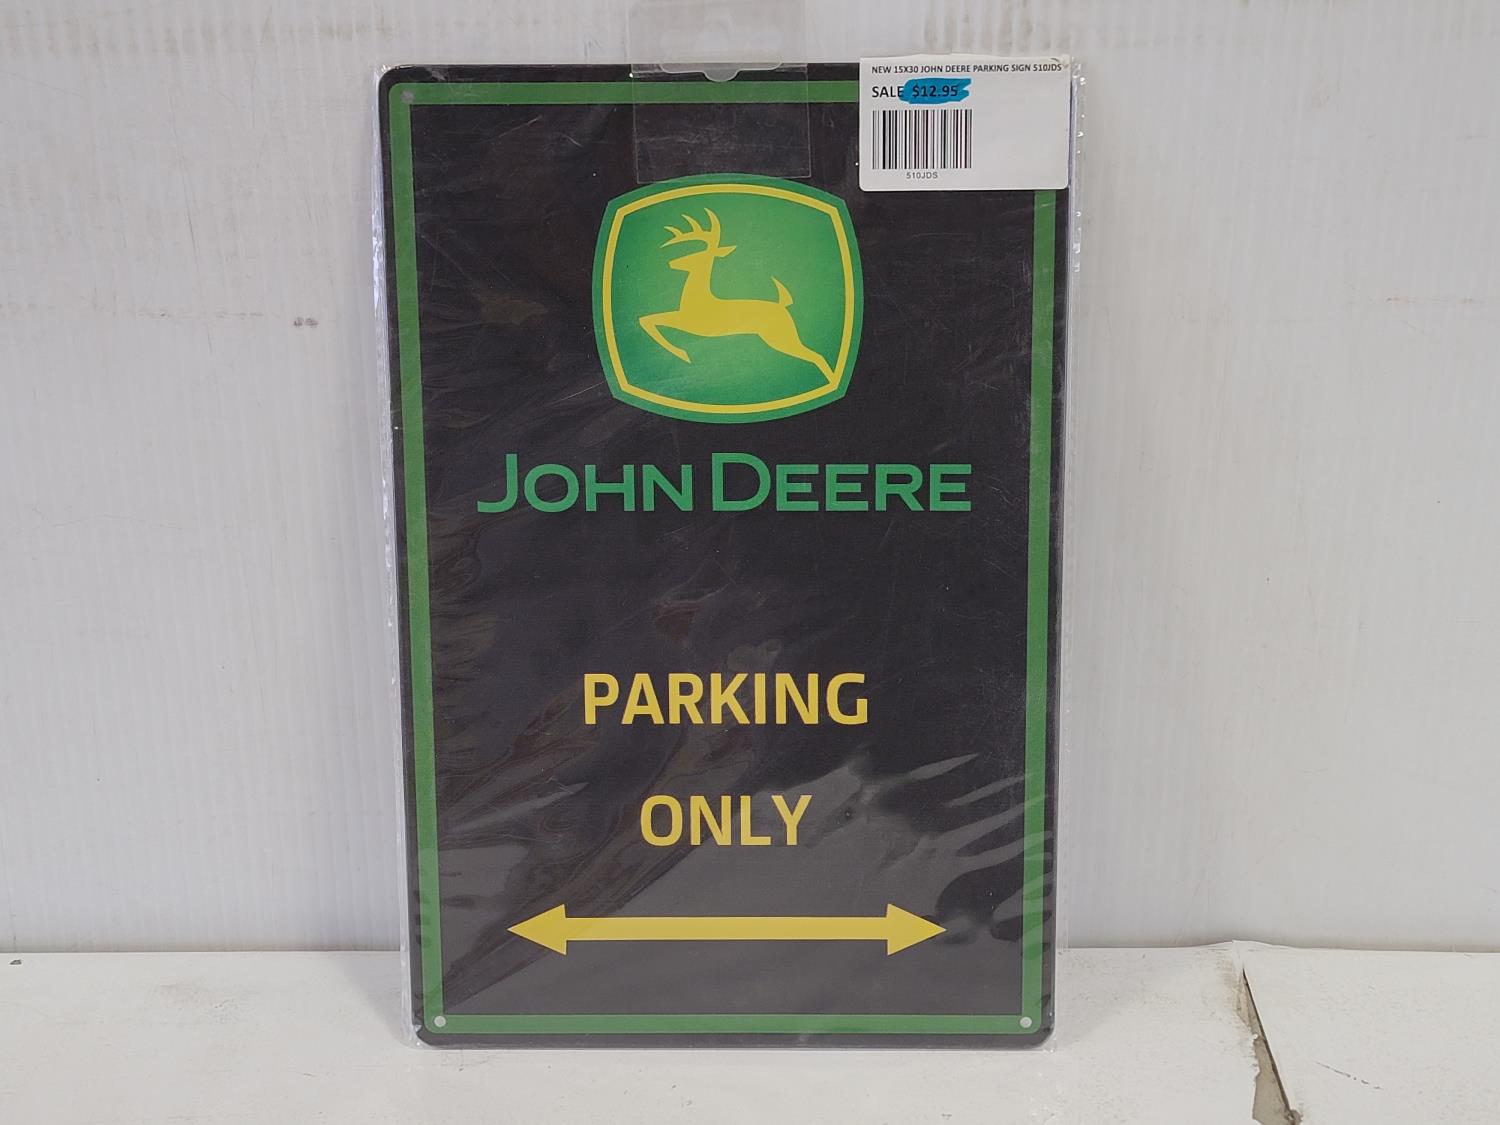 NEW 15X30 JOHN DEERE PARKING SIGN 510JDS
SALE $12.95
510JDS
JOHN DEERE
PARKING
ONLY